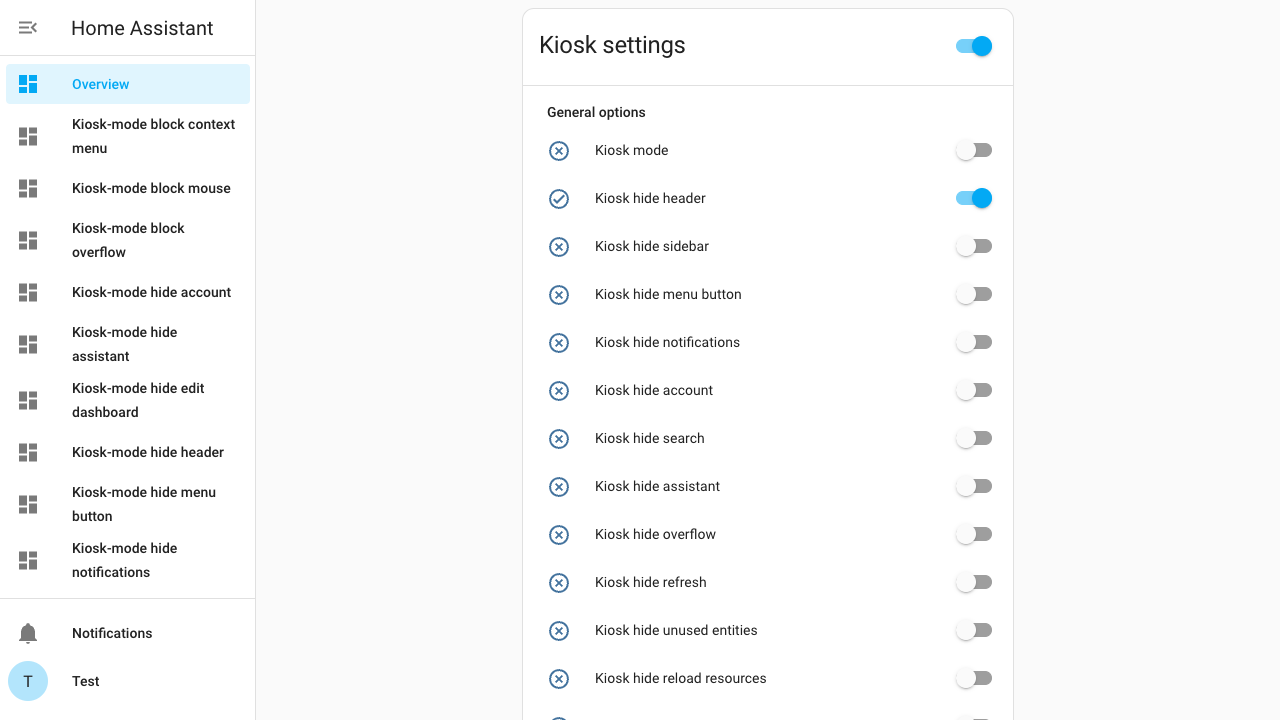 Home Assistant
Overview
Kiosk-mode block context
menu
Kiosk-mode block mouse
Kiosk-mode block
overflow
Kiosk-mode hide account
Kiosk-mode hide
assistant
Kiosk-mode hide edit
dashboard
Kiosk-mode hide header
Kiosk-mode hide menu
button
Kiosk-mode hide
notifications
Notifications
T
Test
Kiosk settings
General options
Kiosk mode
Kiosk hide header
Kiosk hide sidebar
Kiosk hide menu button
Kiosk hide notifications
Kiosk hide account
Kiosk hide search
Kiosk hide assistant
Kiosk hide overflow
Kiosk hide refresh
Kiosk hide unused entities
Kiosk hide reload resources